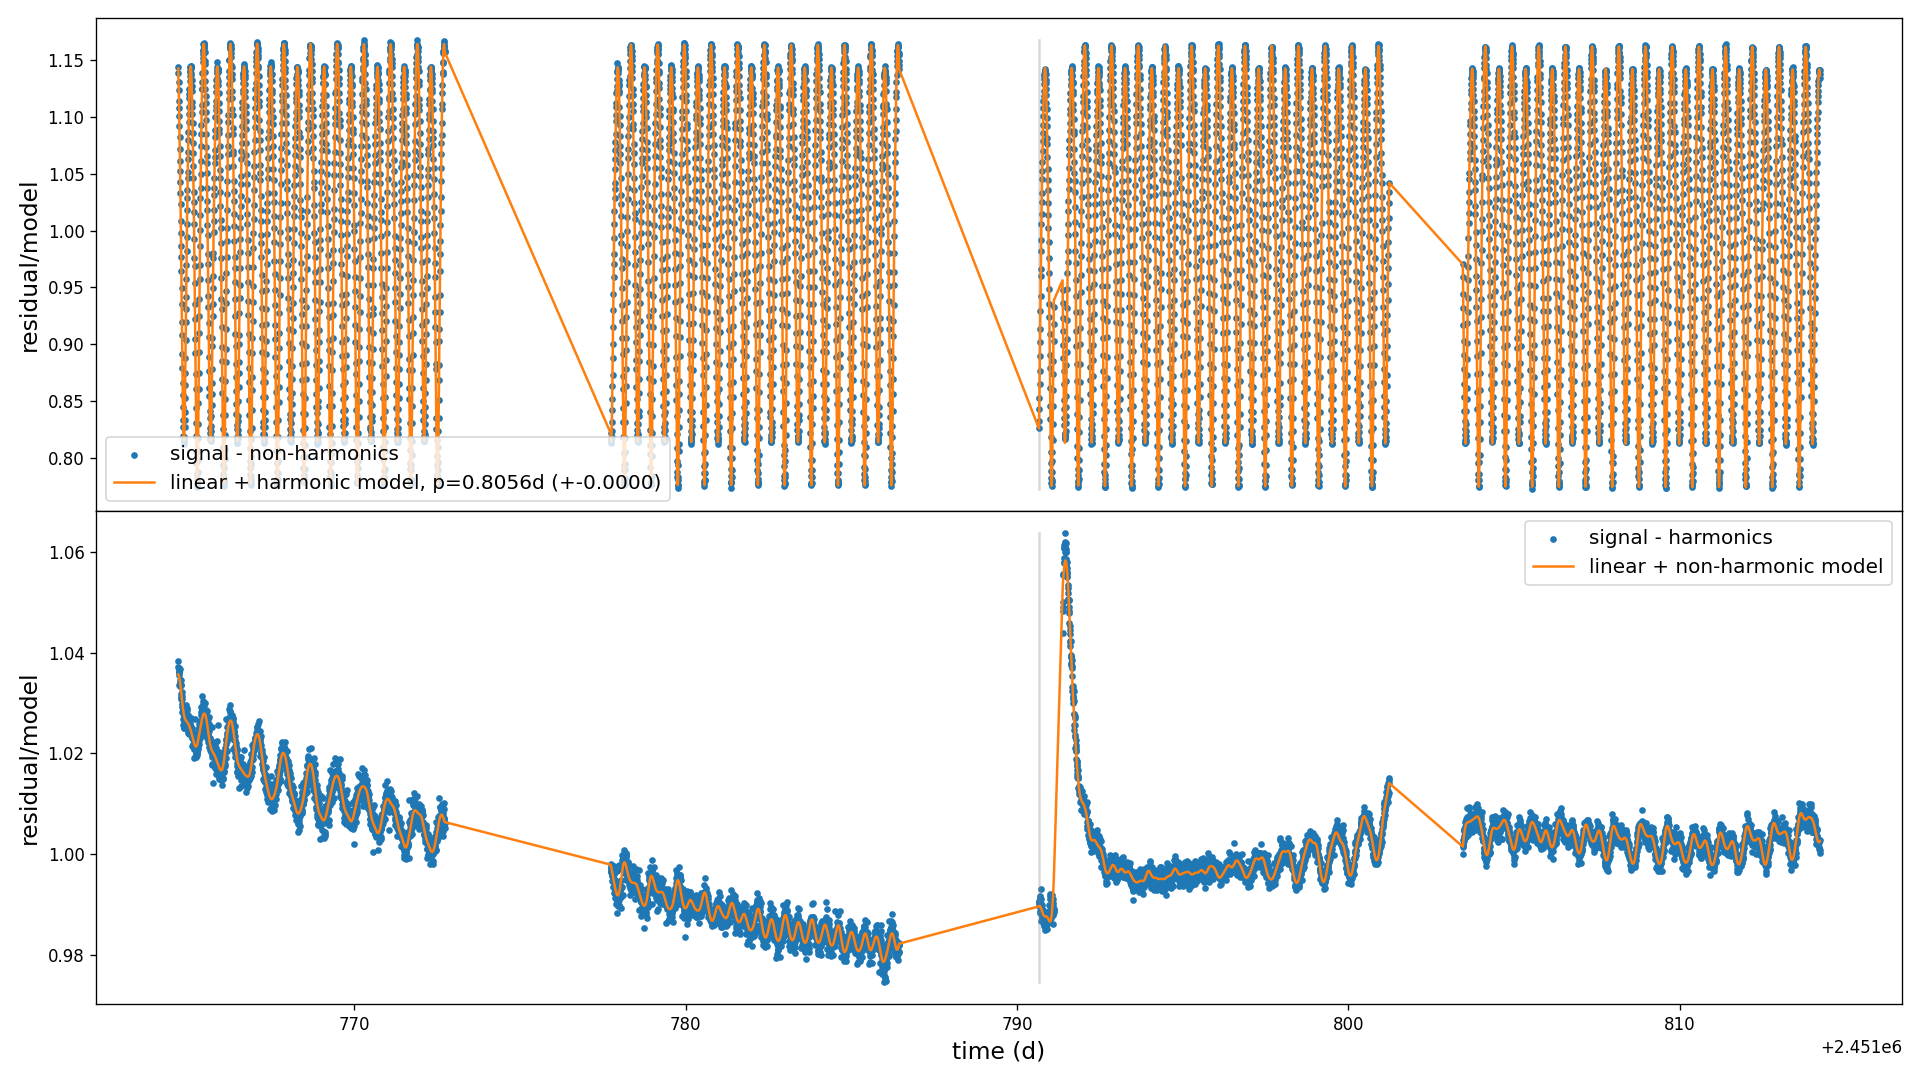 1.15
1.10
1.05
1.00
0.95
0.90
0.85
0.80
residual/model
signal - non-harmonics
linear + harmonic model, p=0.8056d (+-0.0000)
1.06
1.04
1.02
1.00
0.98
residual/model
signal - harmonics
linear + non-harmonic model
770 780 790 800 810
time (d)
+2.451e6